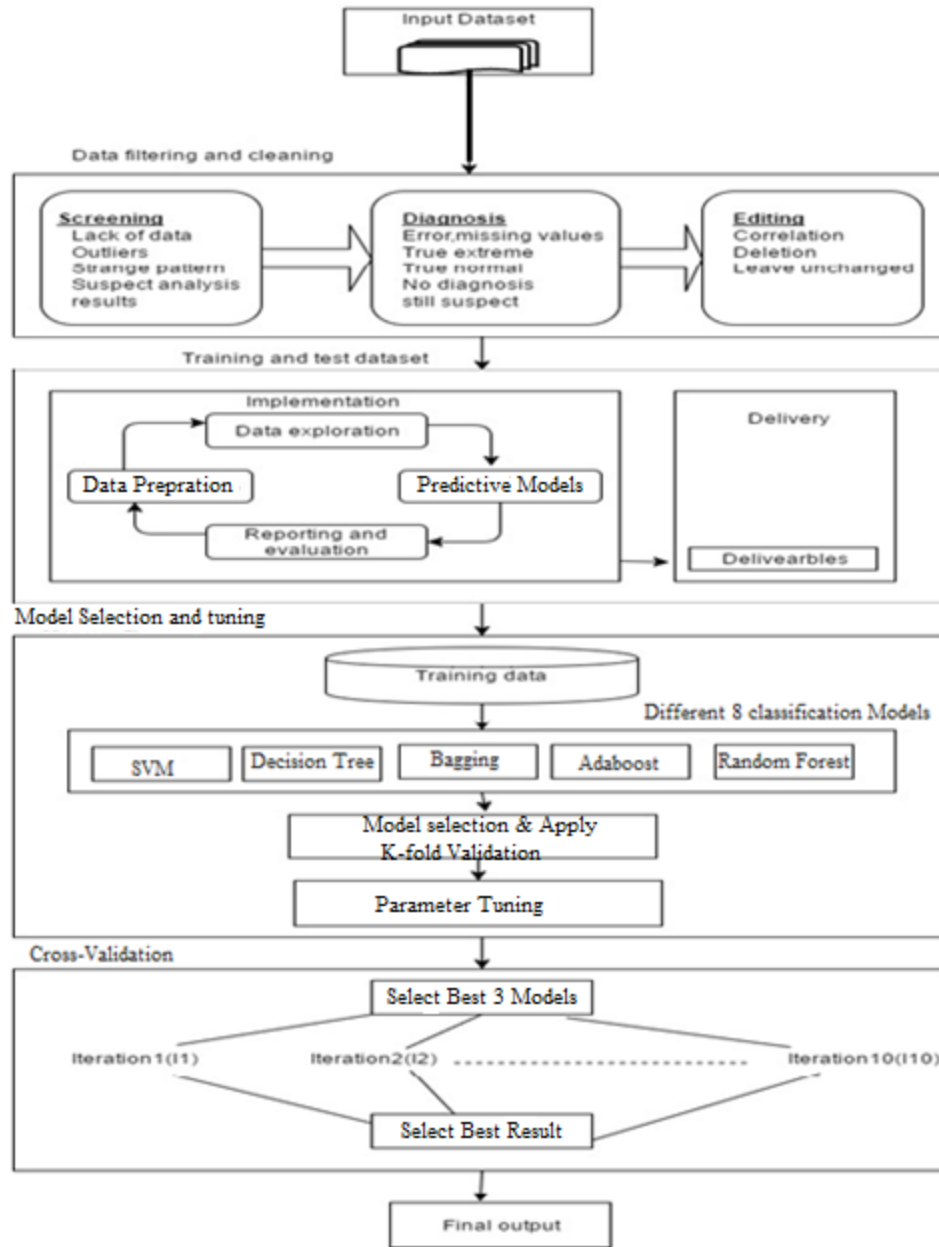 Input Dataset
Data filtering and cleaning
Screening
Lack of data
Outliers
Strange pattern
Suspect analysis
results
Diagnosis
Error,missing values
True extreme
True normal
No diagnosis
still suspect
Editing
Correlation
Deletion
Leave unchanged
Training and test dataset
Implementation
Data exploration
Data Prepration
Predictive Models
Reporting and
evaluation
Delivery
Delivearbles
Model Selection and tuning
Training data
Different 8 classification Models
SVM
Decision Tree
Bagging
Adaboost
Random Forest
Model selection & Apply
K-fold Validation
Parameter Tuning
Cross-Validation
Select Best 3 Models
Iteration1(I1)
Iteration2(I2
Iteration10(I10)
Select Best Result
Final output